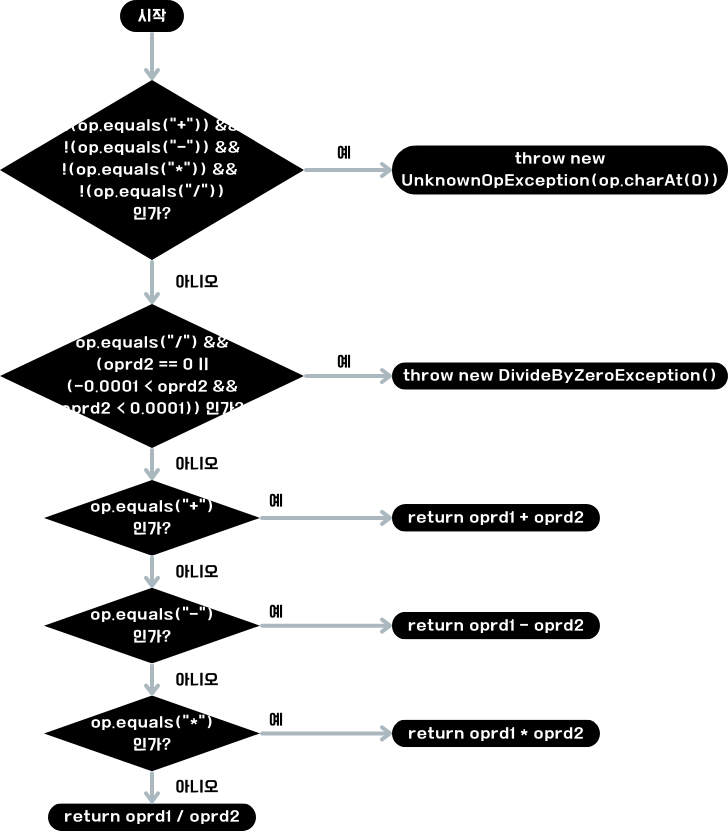 시작
!(op.equals("+")) &&
!(op.equals("-")) &&
!(op.equals("*")) &&
!(op.equals("/"))
인가?
예
throw new
UnknownOpException(op.charAt(0))
아니오
op.equals("/") &&
(oprd2 == 0 ||
(-0.0001 < oprd2 &&
oprd2 < 0.0001)) 인가?
예
throw new DivideByZeroException()
아니오
op.equals("+")
인가?
예
return oprd1 + oprd2
아니오
op.equals("-")
인가?
예
return oprd1 - oprd2
아니오
op.equals("*")
인가?
예
return oprd1 * oprd2
아니오
return oprd1 / oprd2